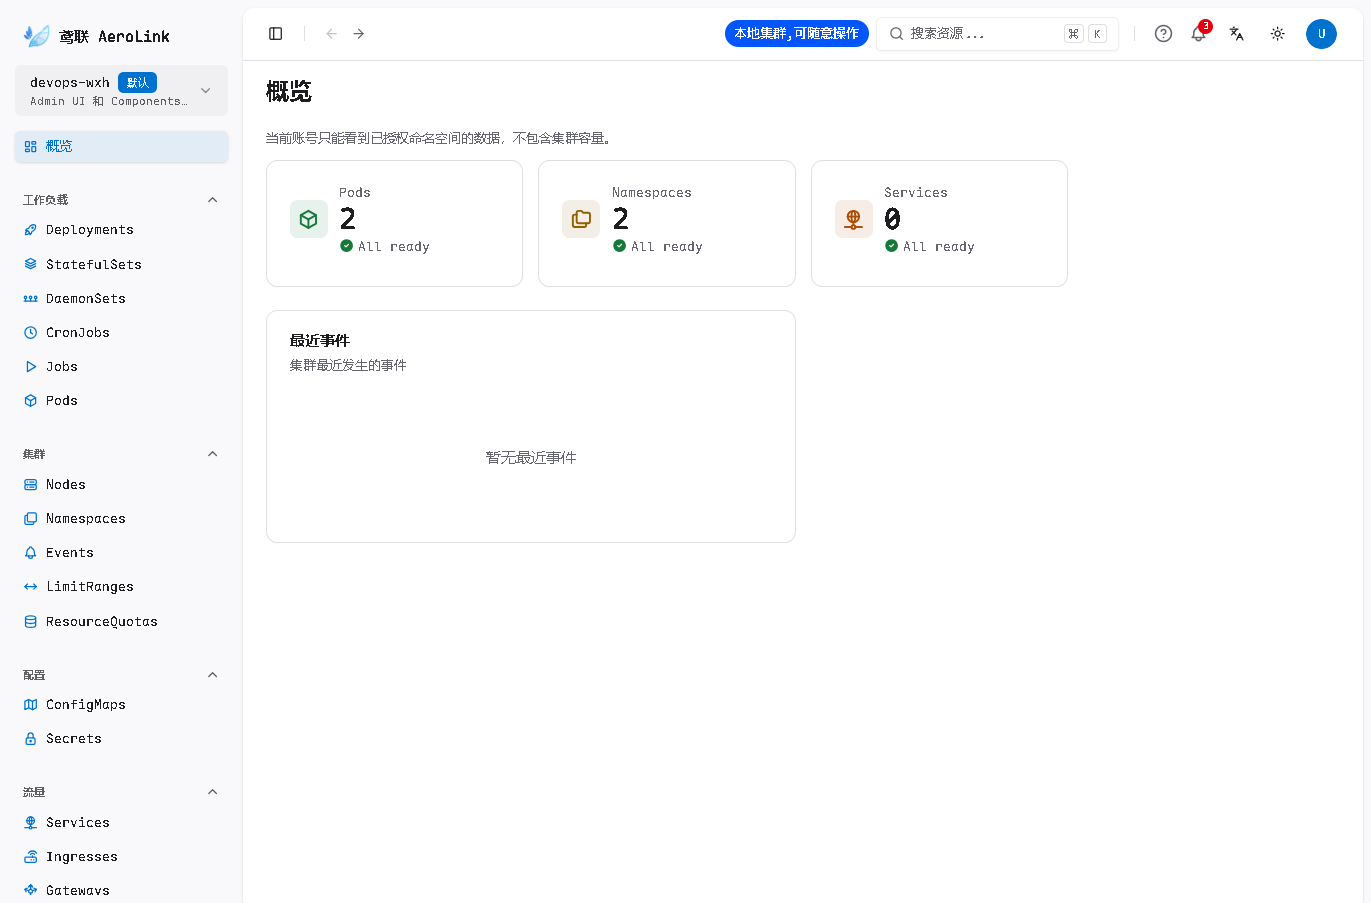 鸢联 AeroLink
devops-wxh 默认
Admin UI 和 Components…
概览
工作负载
Deployments
StatefulSets
DaemonSets
CronJobs
Jobs
Pods
集群
Nodes
Namespaces
Events
LimitRanges
ResourceQuotas
配置
ConfigMaps
Secrets
流量
Services
Ingresses
Gateways
本地集群,可随意操作
搜索资源...
⌘ K
3
U
概览
当前账号只能看到已授权命名空间的数据，不包含集群容量。
Pods
2
All ready
Namespaces
2
All ready
Services
0
All ready
最近事件
集群最近发生的事件
暂无最近事件